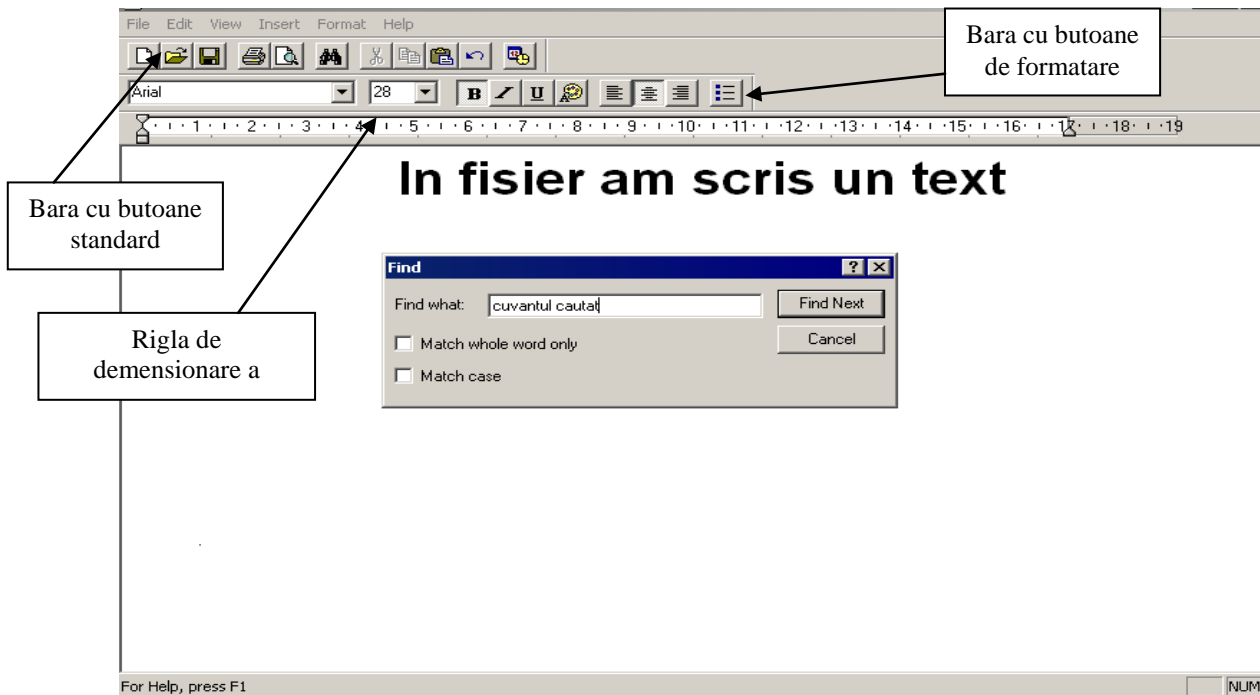 File Edit View Insert Format Help
Bara cu butoane
de formatare
Arial 28 B I U A
1 2 3 4 5 6 7 8 9 10 11 12 13 14 15 16 17 18 19
In fisier am scris un text
Bara cu butoane
standard
Find
Find what: cuvantul cautat Find Next
Match whole word only Cancel
Match case
Rigla de
demensionare a
For Help, press F1 NUM